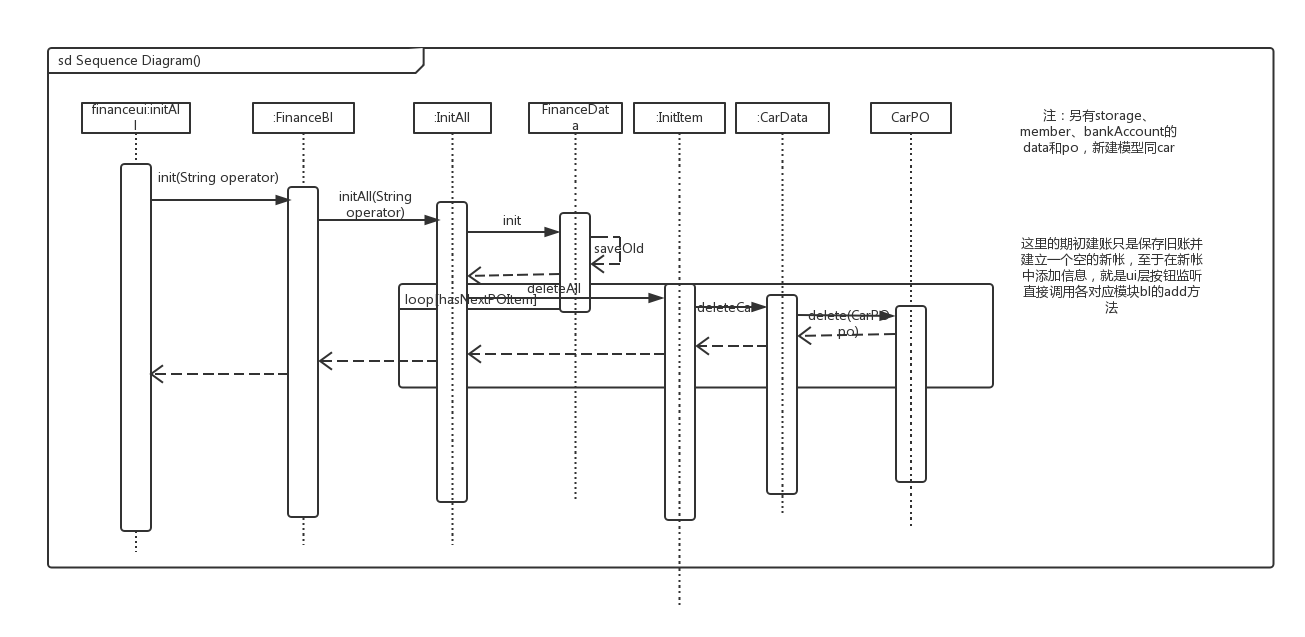 sd Sequence Diagram()
financeui:initAl
l
:FinanceBl
:InitAll
FinanceDat
a
:InitItem
:CarData
CarPO
注：另有storage、
member、bankAccount的
data和po，新建模型同car
init(String operator)
initAll(String
operator)
init
saveOld
这里的期初建账只是保存旧账并
建立一个空的新帐，至于在新帐
中添加信息，就是ui层按钮监听
直接调用各对应模块bl的add方
法
deleteAll
loop[hasNextPOItem]
deleteCar
delete(CarPO
po)